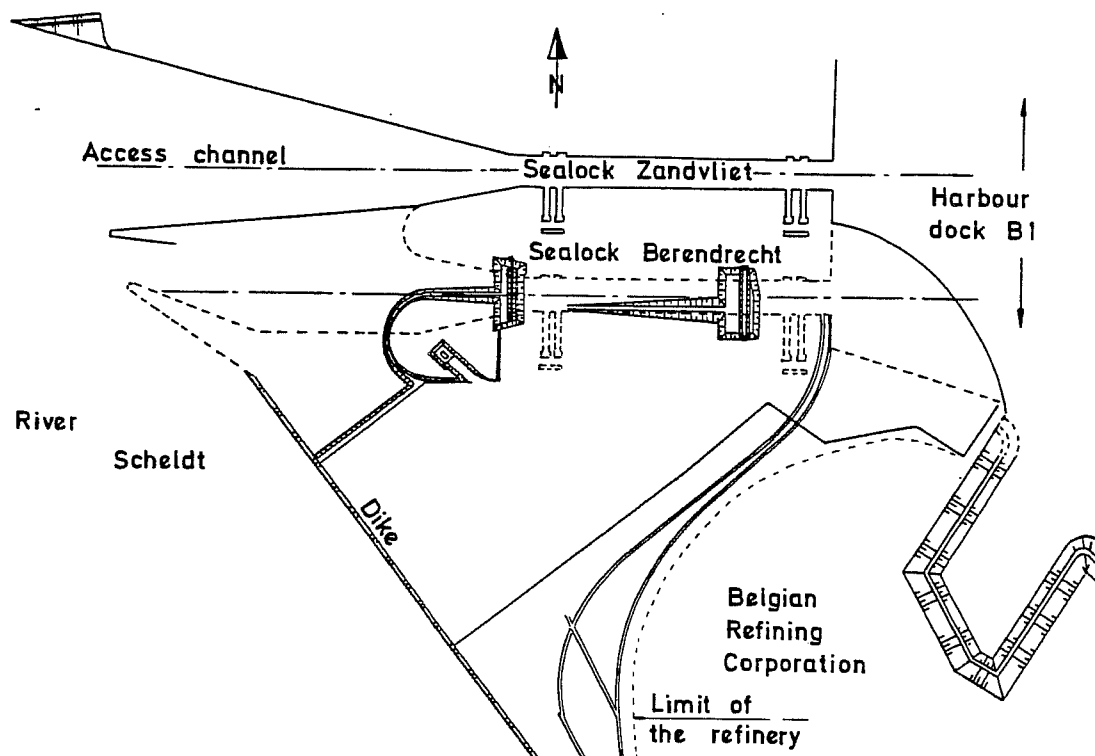 N
Access channel
Sealock Zandvliet
Harbour
dock B1
Sealock Berendrecht
River
Scheldt
Dike
Belgian
Refining
Corporation
Limit of
the refinery